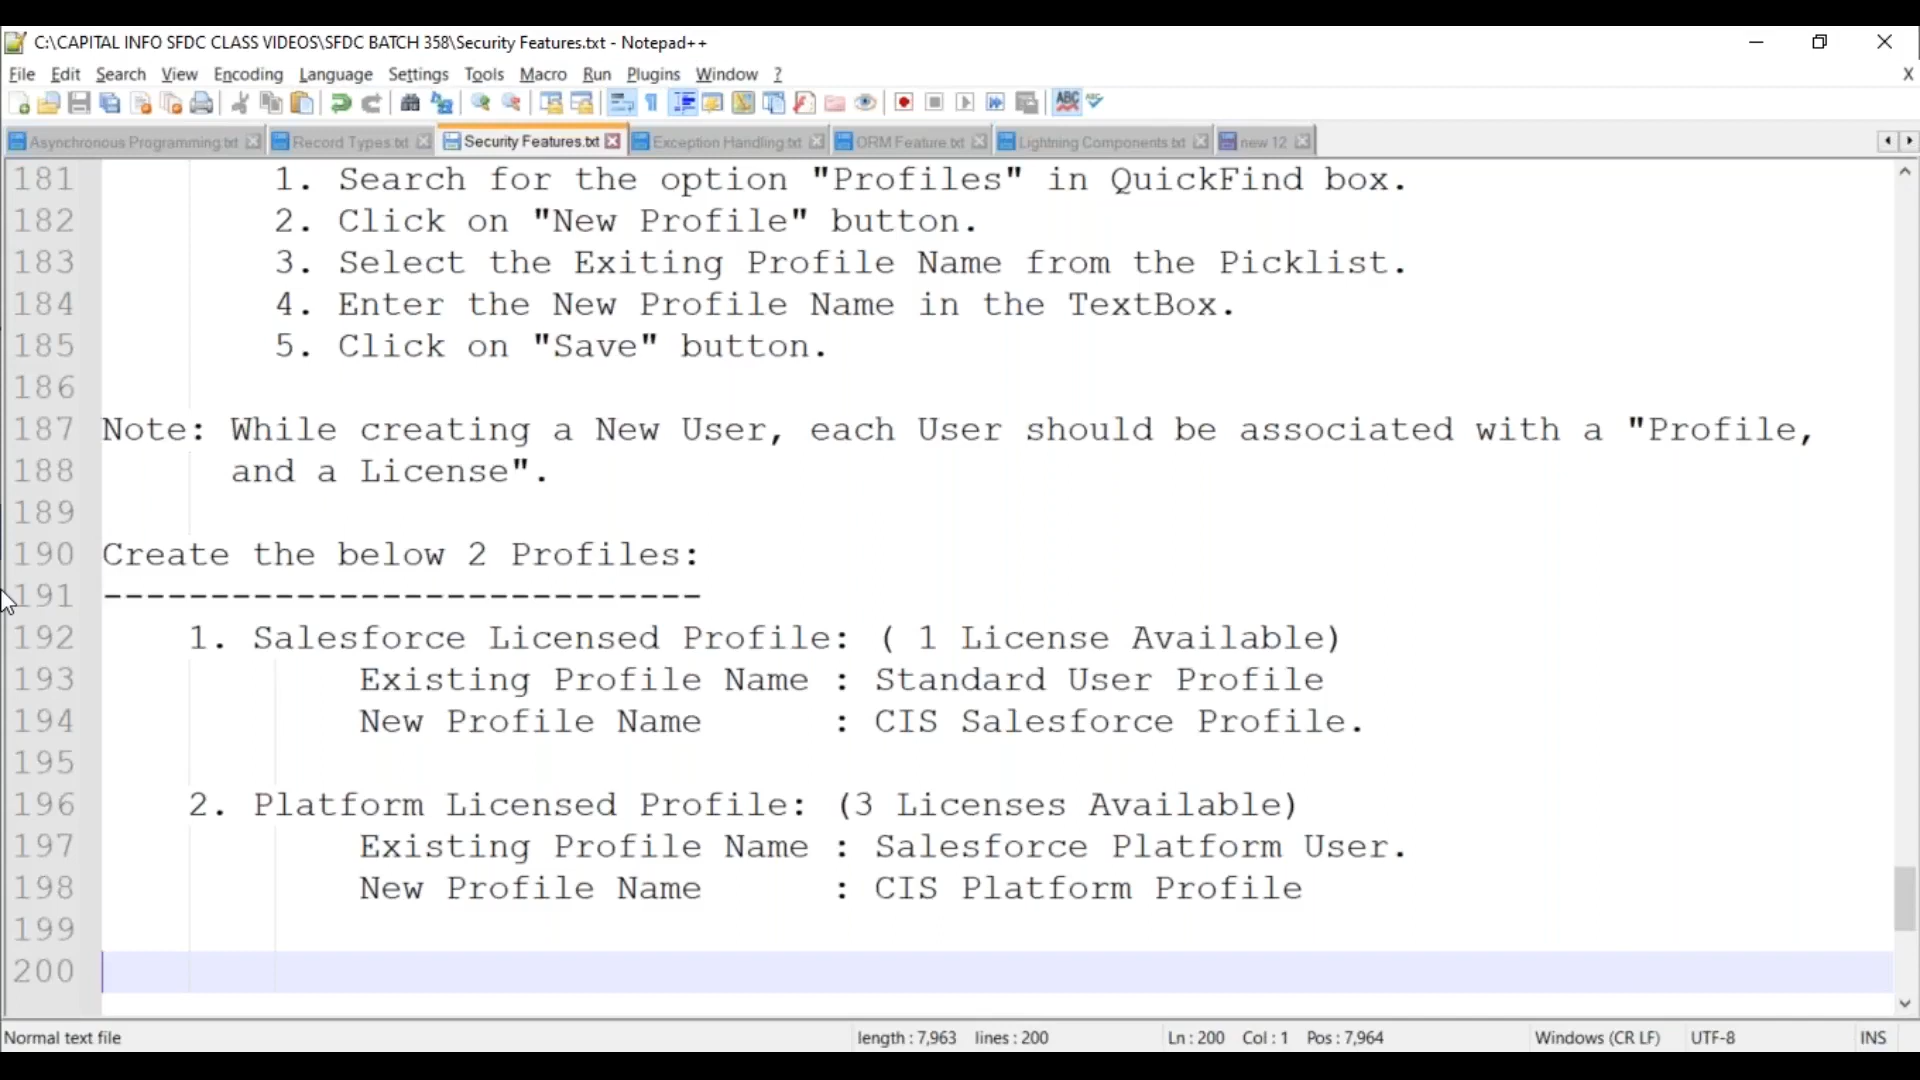 C:\CAPITAL INFO SFDC CLASS VIDEOS\SFDC BATCH 358\Security Features.txt - Notepad++
File Edit Search View Encoding Language Settings Tools Macro Run Plugins Window ? X
Asynchronous Programming.txt Record Types.txt Security Features.txt Exception Handling.txt ORM Feature.txt Lightning Components.txt new 12
181 1. Search for the option "Profiles" in QuickFind box.
182 2. Click on "New Profile" button.
183 3. Select the Exiting Profile Name from the Picklist.
184 4. Enter the New Profile Name in the TextBox.
185 5. Click on "Save" button.
186
187 Note: While creating a New User, each User should be associated with a "Profile,
188 and a License".
189
190 Create the below 2 Profiles:
191 ----------------------------
192 1. Salesforce Licensed Profile: ( 1 License Available)
193 Existing Profile Name : Standard User Profile
194 New Profile Name : CIS Salesforce Profile.
195
196 2. Platform Licensed Profile: (3 Licenses Available)
197 Existing Profile Name : Salesforce Platform User.
198 New Profile Name : CIS Platform Profile
199
200
Normal text file length : 7,963 lines : 200 Ln : 200 Col : 1 Pos : 7,964 Windows (CR LF) UTF-8 INS